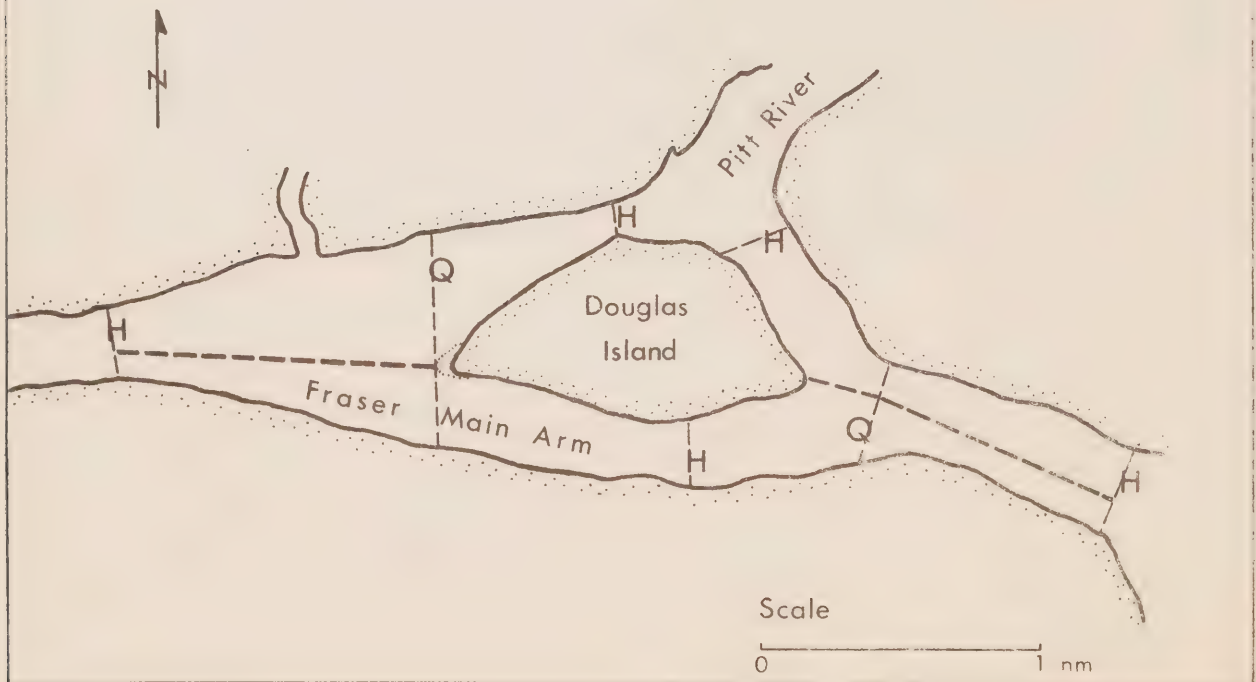 N
Pitt River
H
H
Q
Douglas
Island
H
Fraser Main Arm
Q
H
H
Scale
0 1 nm